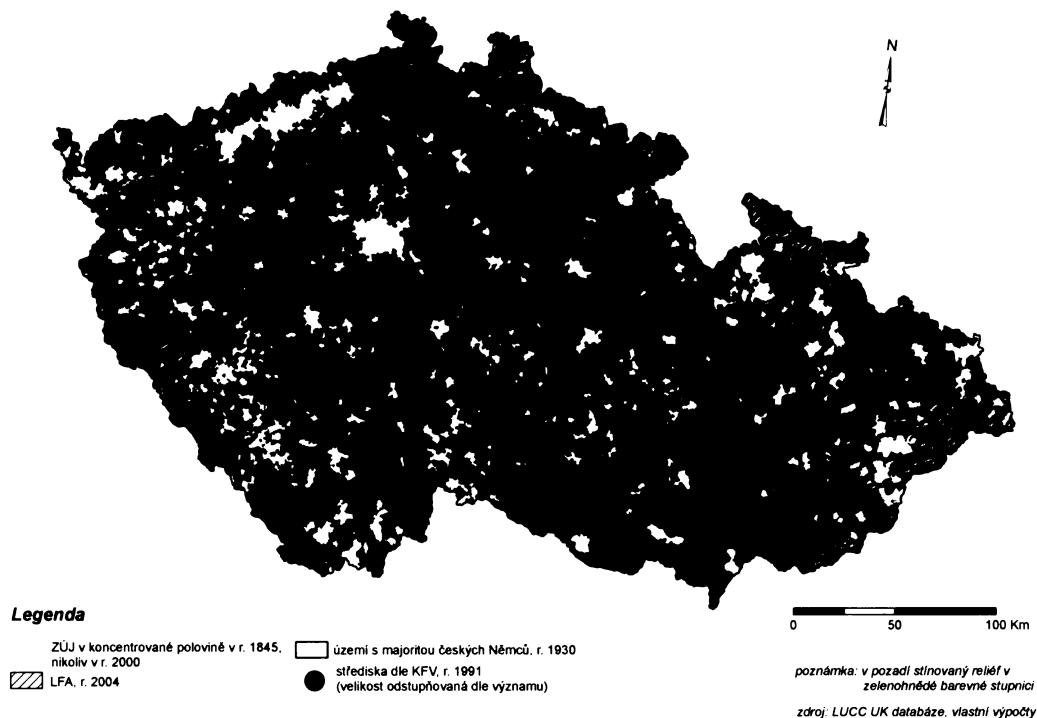 N
Legenda
ZÚJ v koncentrované polovině v r. 1845,
nikoliv v r. 2000
LFA, r. 2004
území s majoritou českých Němců, r. 1930
střediska dle KFV, r. 1991
(velikost odstupňovaná dle významu)
0 50 100 Km
poznámka: v pozadí stínovaný reliéf v
zelenohnědé barevné stupnici
zdroj: LUCC UK databáze, vlastní výpočty